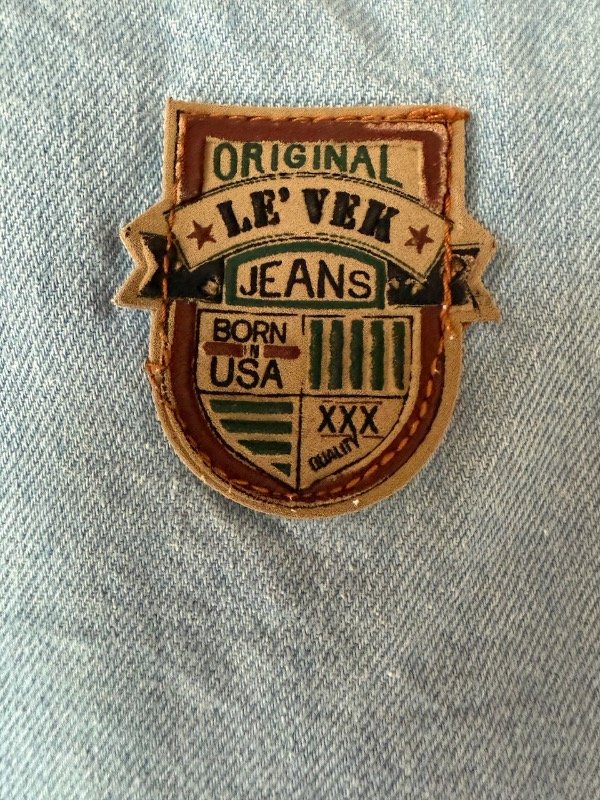 ORIGINAL
LE' VEK
JEANS
BORN
IN
USA
XXX
QUALITY